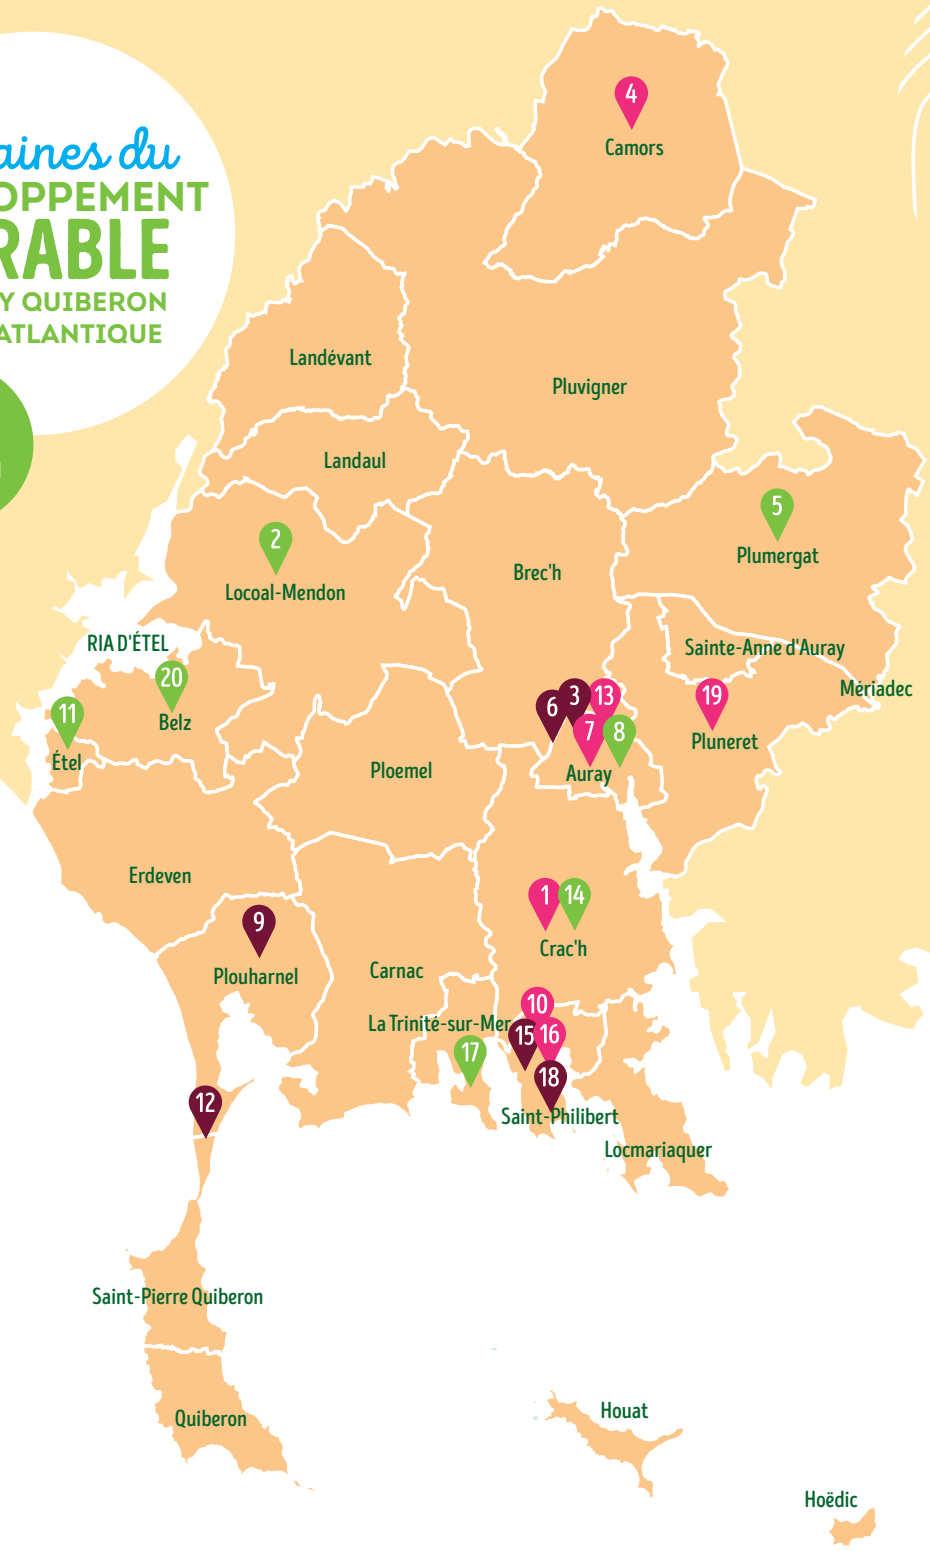 4
Camors
aines du
OPPEMENT
RABLE
Y QUIBERON
ATLANTIQUE
Landévant
Pluvigner
Landaul
5
Plumergat
2
Locoal-Mendon
Brec'h
RIA D'ÉTEL
Sainte-Anne d'Auray
20
Belz
11
Étel
6
3
13
7
8
Auray
19
Pluneret
Mériadec
Ploemel
Erdeven
1
14
Crac'h
9
Plouharnel
Carnac
10
La Trinité-sur-Mer
15
16
17
18
Saint-Philibert
12
Locmariaquer
Saint-Pierre Quiberon
Quiberon
Houat
Hoëdic